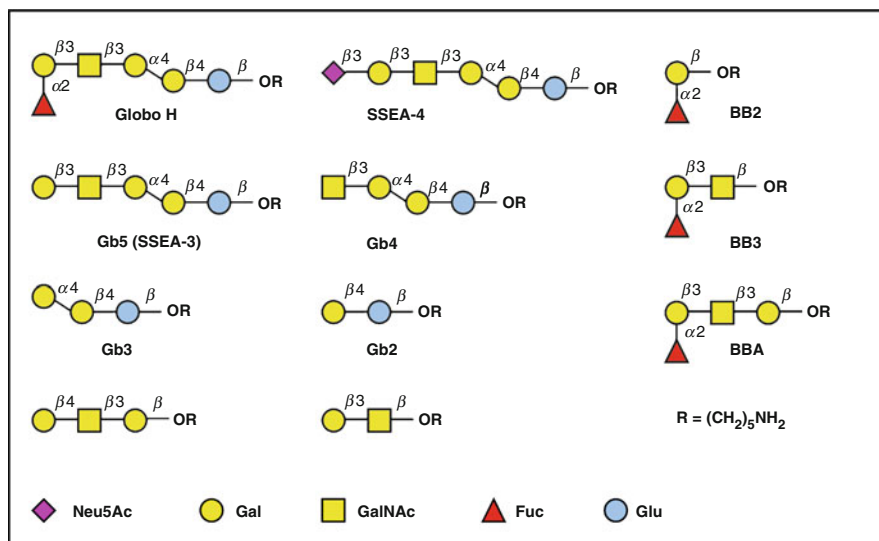 β3 β3 α4 β4 β OR
α2
Globo H
β3 β3 β3 α4 β4 β OR
SSEA-4
β OR
α2
BB2
β3 β3 α4 β4 β OR
Gb5 (SSEA-3)
β3 α4 β4 β OR
Gb4
β3 β OR
α2
BB3
α4 β4 β OR
Gb3
β4 β OR
Gb2
β3 β3 β OR
α2
BBA
β4 β3 β OR
β3 β OR
R = (CH2)5NH2
Neu5Ac Gal GalNAc Fuc Glu